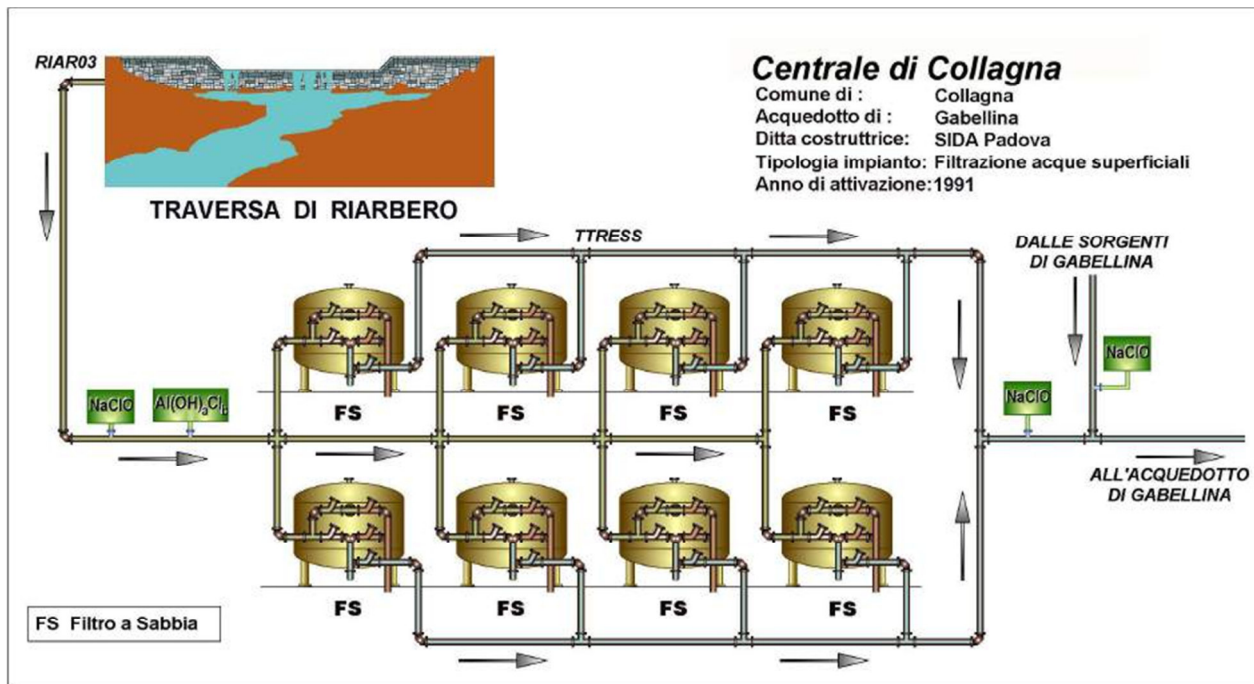 RIAR03
Centrale di Collagna
Comune di : Collagna
Acquedotto di : Gabellina
Ditta costruttrice: SIDA Padova
Tipologia impianto: Filtrazione acque superficiali
Anno di attivazione: 1991
TRAVERSA DI RIARBERO
TTRESS
DALLE SORGENTI
DI GABELLINA
NaClO
NaClO
Al(OH)aClb
NaClO
FS
FS
FS
FS
ALL'ACQUEDOTTO
DI GABELLINA
FS
FS
FS
FS
FS Filtro a Sabbia